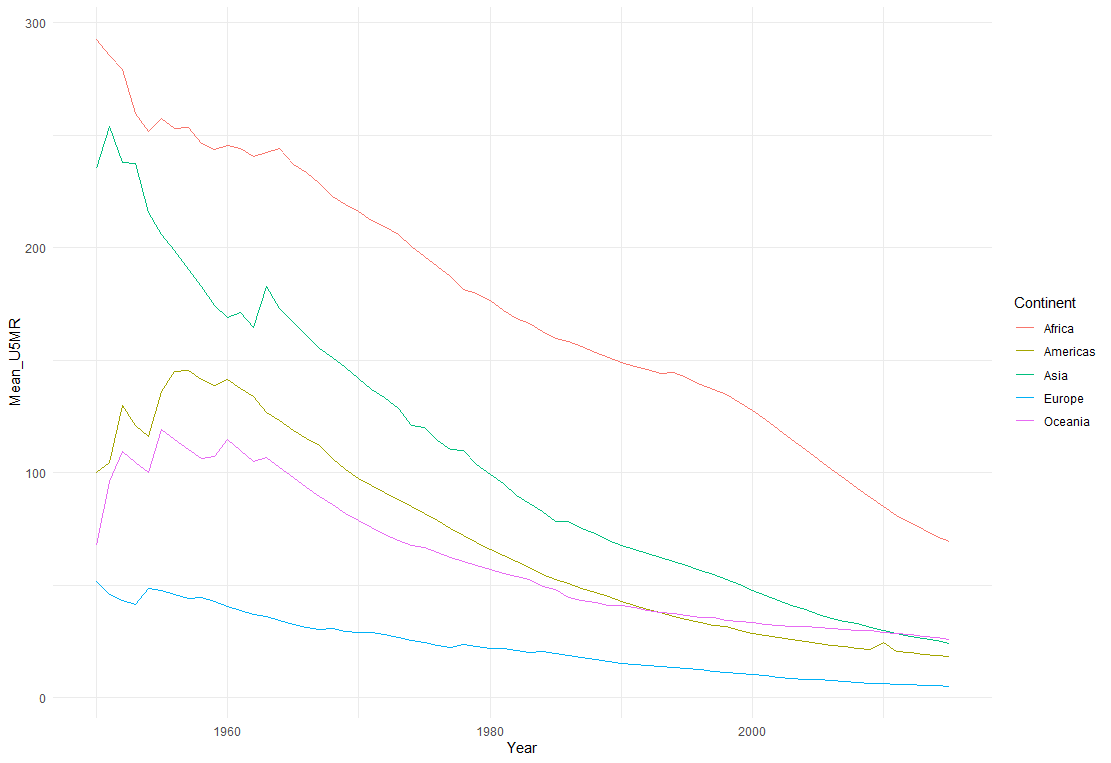 300
200
100
0
Mean_U5MR
1960
1980
2000
Year
Continent
Africa
Americas
Asia
Europe
Oceania